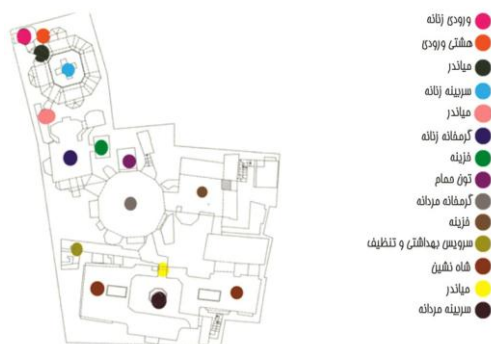 ورودی زنانه
هشتی ورودی
میاندر
سربینه زنانه
میاندر
گرمخانه زنانه
خزینه
تون حمام
گرمخانه مردانه
خزینه
سرویس بهداشتی و تنظیف
شاه نشین
میاندر
سربینه مردانه